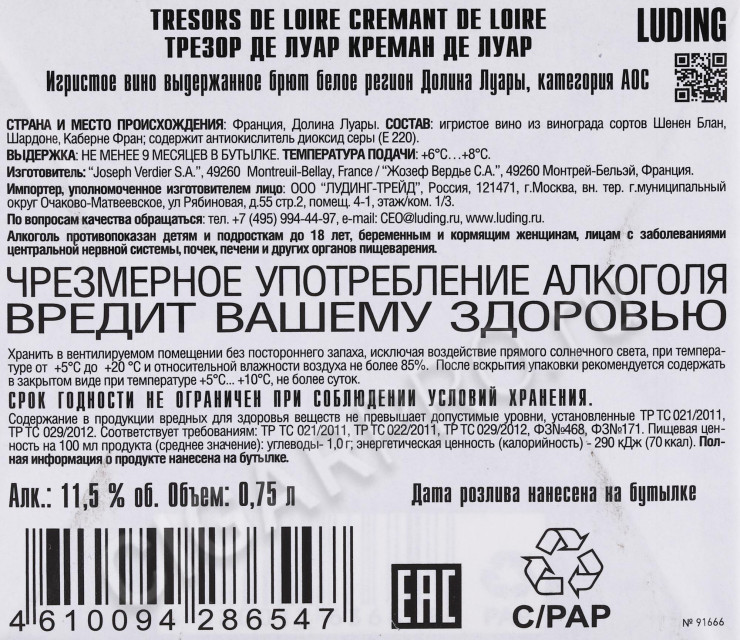 TRESORS DE LOIRE CREMANT DE LOIRE
ТРЕЗОР ДЕ ЛУАР КРЕМАН ДЕ ЛУАР
LUDING
Игристое вино выдержанное брют белое регион Долина Луары, категория АОС
СТРАНА И МЕСТО ПРОИСХОЖДЕНИЯ: Франция, Долина Луары. СОСТАВ: игристое вино из винограда сортов Шенен Блан,
Шардоне, Каберне Фран; содержит антиокислитель диоксид серы (Е 220).
ВЫДЕРЖКА: НЕ МЕНЕЕ 9 МЕСЯЦЕВ В БУТЫЛКЕ. ТЕМПЕРАТУРА ПОДАЧИ: +6°С...+8°С.
Изготовитель: "Joseph Verdier S.A.", 49260 Montreuil-Bellay, France / "Жозеф Вердье С.А.", 49260 Монтрей-Бельэй, Франция.
Импортер, уполномоченное изготовителем лицо: ООО "ЛУДИНГ-ТРЕЙД", Россия, 121471, г.Москва, вн. тер. г.муниципальный
округ Очаково-Матвеевское, ул Рябиновая, д.55 стр.2, помещ. 4-1, этаж/ком. 1/3.
По вопросам качества обращаться: тел. +7 (495) 994-44-97, e-mail: CEO@luding.ru, www.luding.ru.
Алкоголь противопоказан детям и подросткам до 18 лет, беременным и кормящим женщинам, лицам с заболеваниями
центральной нервной системы, почек, печени и других органов пищеварения.
ЧРЕЗМЕРНОЕ УПОТРЕБЛЕНИЕ АЛКОГОЛЯ
ВРЕДИТ ВАШЕМУ ЗДОРОВЬЮ
Хранить в вентилируемом помещении без постороннего запаха, исключая воздействие прямого солнечного света, при темпера-
туре от +5°С до +20 °С и относительной влажности воздуха не более 85%. После вскрытия упаковки рекомендуется содержать
в закрытом виде при температуре +5°С... +10°С, не более суток.
СРОК ГОДНОСТИ НЕ ОГРАНИЧЕН ПРИ СОБЛЮДЕНИИ УСЛОВИЙ ХРАНЕНИЯ.
Содержание в продукции вредных для здоровья веществ не превышает допустимые уровни, установленные ТР ТС 021/2011,
ТР ТС 029/2012. Соответствует требованиям: ТР ТС 021/2011, ТР ТС 022/2011, ТР ТС 029/2012, ФЗ№468, ФЗ№171. Пищевая цен-
ность на 100 мл продукта (среднее значение): углеводы- 1,0 г; энергетическая ценность (калорийность) - 290 кДж (70 ккал). Пол-
ная информация о продукте нанесена на бутылке.
Алк.: 11,5 % об. Объем: 0,75 л
Дата розлива нанесена на бутылке
4 610094 286547
EAC
C/PAP
№ 91666
CIGARPRO.ru